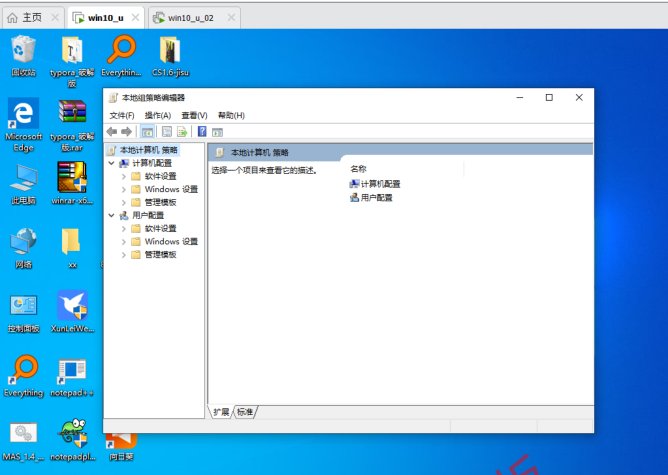 主页
win10_u
win10_u_02
回收站
typora_破解版
Everythin...
CS1.6-jisu
Microsoft Edge
typora_破解版.rar
此电脑
winrar-x6...
网络
xx
控制面板
XunLeiWe...
Everything
notepad++
MAS_1.4_...
notepadpl...
向日葵
本地组策略编辑器
文件(F) 操作(A) 查看(V) 帮助(H)
本地计算机 策略
计算机配置
软件设置
Windows 设置
管理模板
用户配置
软件设置
Windows 设置
管理模板
本地计算机 策略
选择一个项目来查看它的描述。
名称
计算机配置
用户配置
扩展 标准